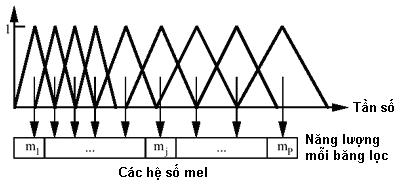 1
Tần số
m1 ... mj ... mP
Năng lượng
mỗi băng lọc
Các hệ số mel